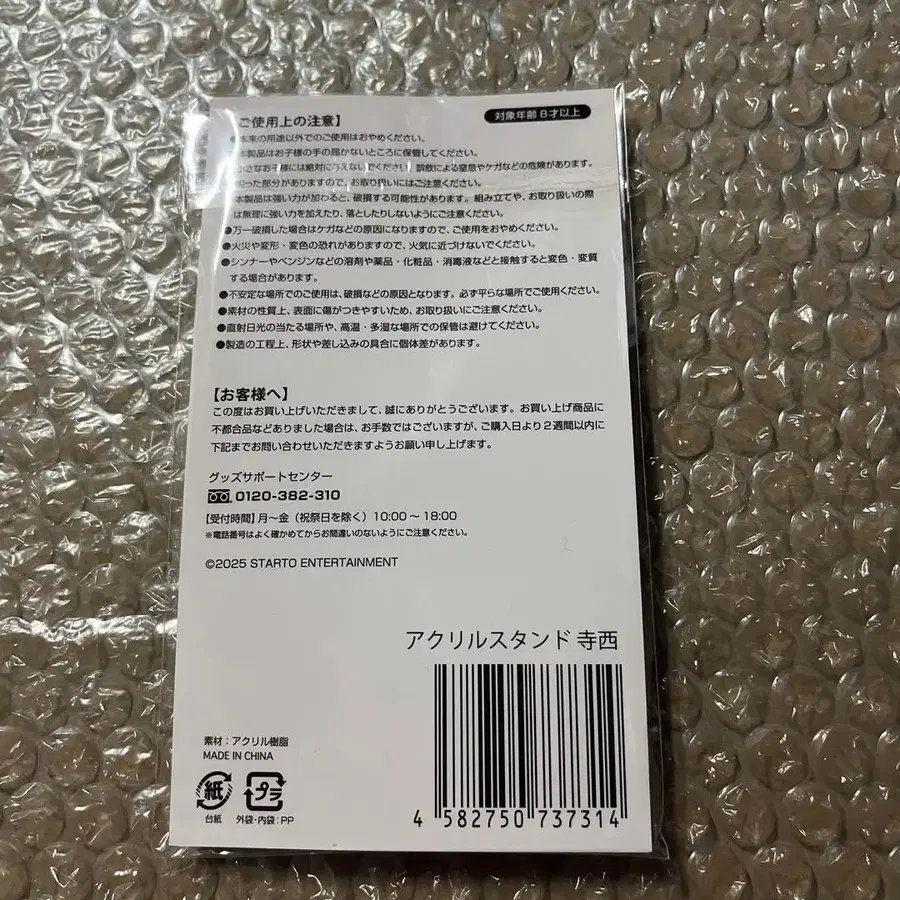 ご使用上の注意】
対象年齢8才以上
●本来の用途以外でのご使用はおやめください。
本製品はお子様の手の届かないところに保管してください。
さなお子様には絶対に与えないでください。誤飲による窒息やケガなどの危険があります。
った部分がありますので、お取り扱いにはご注意ください。
本製品は強い力が加わると、破損する可能性があります。組み立てや、お取り扱いの際
は無理に強い力を加えたり、落としたりしないようにご注意ください。
●万一破損した場合はケガなどの原因になりますので、ご使用をおやめください。
●火災や変形・変色の恐れがありますので、火気に近づけないでください。
●シンナーやベンジンなどの溶剤や薬品・化粧品・消毒液などと接触すると変色・変質
する場合があります。
●不安定な場所でのご使用は、破損などの原因となります。必ず平らな場所でご使用ください。
●素材の性質上、表面に傷がつきやすいため、お取り扱いにご注意ください。
●直射日光の当たる場所や、高温・多湿な場所での保管は避けてください。
●製造の工程上、形状や差し込みの具合に個体差があります。
【お客様へ】
この度はお買い上げいただきまして、誠にありがとうございます。お買い上げ商品に
不都合品などありました場合は、お手数ではございますが、ご購入日より2週間以内に
下記までお問い合わせいただきますようお願い申し上げます。
グッズサポートセンター
0120-382-310
【受付時間】月〜金（祝祭日を除く）10:00〜18:00
※電話番号はよく確かめてからお間違いのないようにご注意ください。
©2025 STARTO ENTERTAINMENT
アクリルスタンド 寺西
素材：アクリル樹脂
MADE IN CHINA
紙
プラ
台紙
外袋・内袋：PP
4 582750 737314